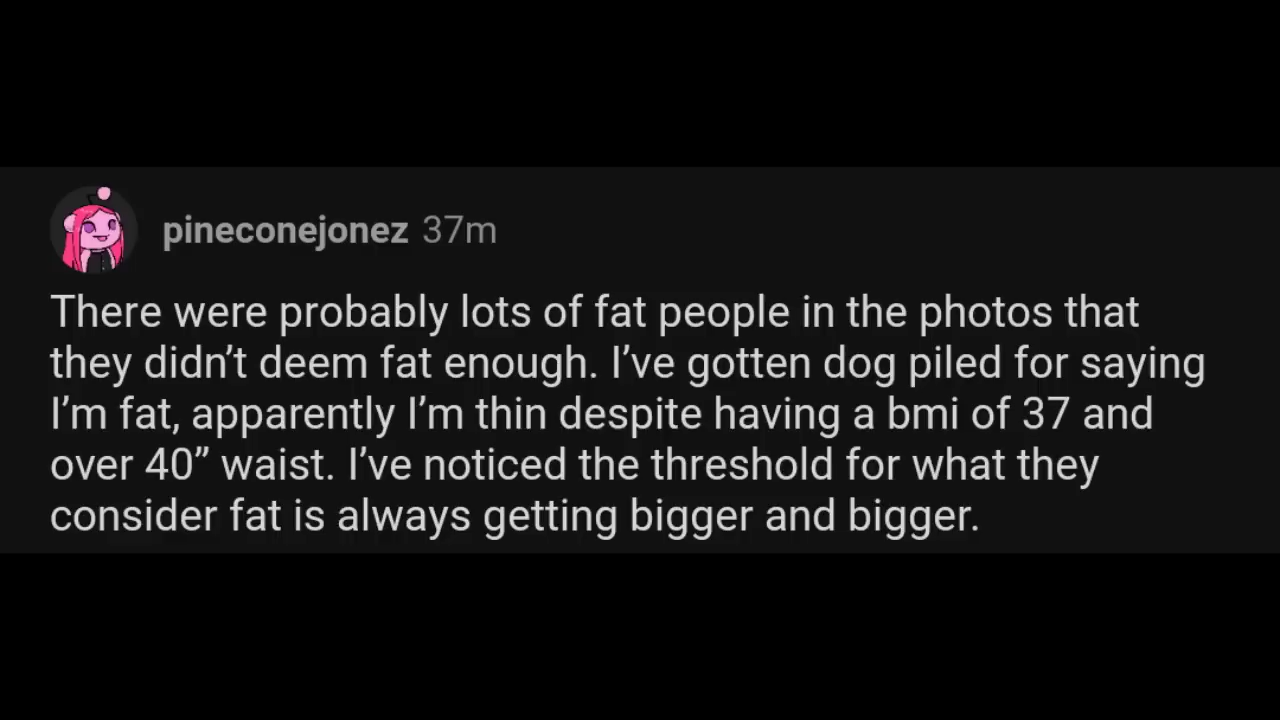 pineconejonez 37m
There were probably lots of fat people in the photos that
they didn’t deem fat enough. I’ve gotten dog piled for saying
I’m fat, apparently I’m thin despite having a bmi of 37 and
over 40” waist. I’ve noticed the threshold for what they
consider fat is always getting bigger and bigger.